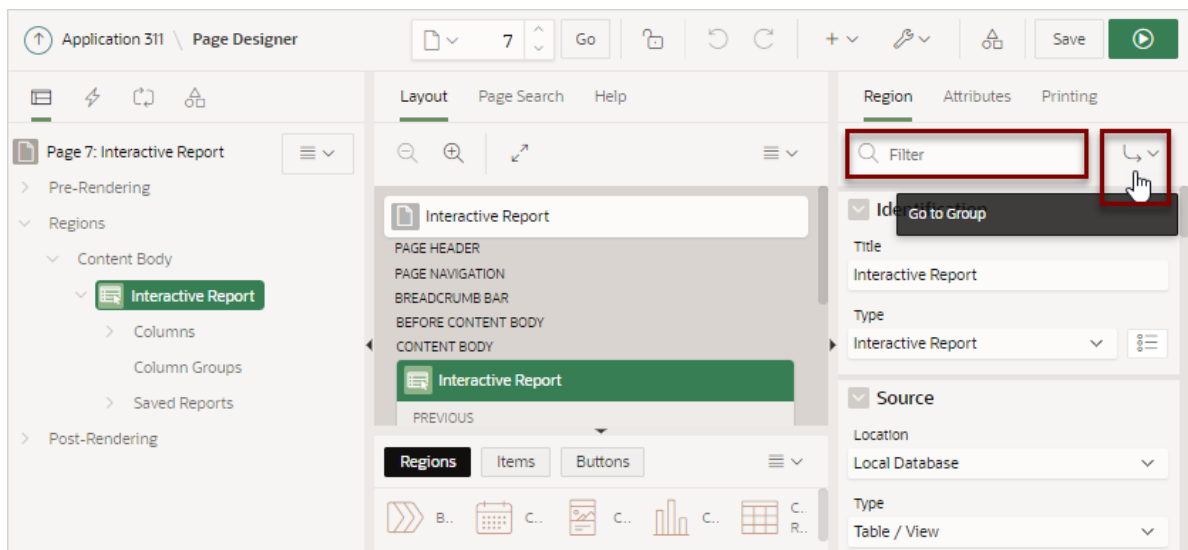 Application 311 \ Page Designer
7
Go
Save
Page 7: Interactive Report
Pre-Rendering
Regions
Content Body
Interactive Report
Columns
Column Groups
Saved Reports
Post-Rendering
Layout Page Search Help
Interactive Report
PAGE HEADER
PAGE NAVIGATION
BREADCRUMB BAR
BEFORE CONTENT BODY
CONTENT BODY
Interactive Report
PREVIOUS
Regions Items Buttons
B.. C.. C.. C.. C..
R..
Region Attributes Printing
Filter
Identification
Go to Group
Title
Interactive Report
Type
Interactive Report
Source
Location
Local Database
Type
Table / View